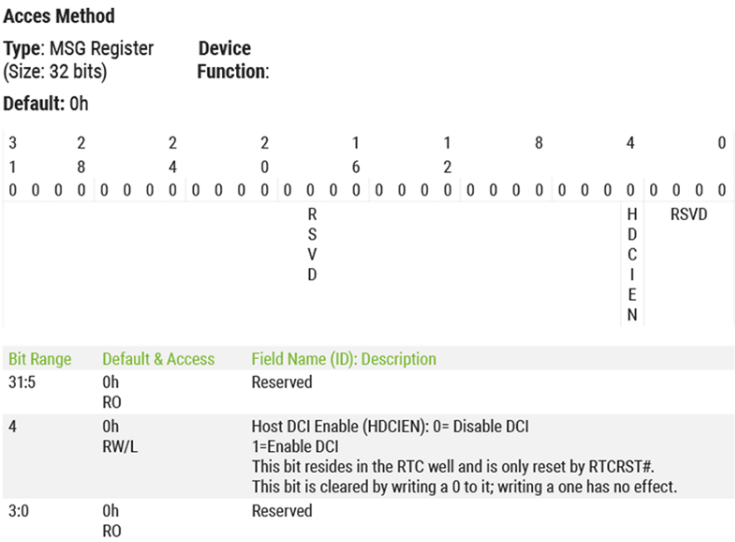 Acces Method
Type: MSG Register Device
(Size: 32 bits) Function:
Default: 0h
3 2 2 2 1 1 8 4 0
1 8 4 0 6 2
0 0 0 0 0 0 0 0 0 0 0 0 0 0 0 0 0 0 0 0 0 0 0 0 0 0 0 0 0 0 0 0
R H RSVD
S D
V C
D I
E
N
Bit Range Default & Access Field Name (ID): Description
31:5 0h Reserved
RO
4 0h Host DCI Enable (HDCIEN): 0= Disable DCI
RW/L 1=Enable DCI
This bit resides in the RTC well and is only reset by RTCRST#.
This bit is cleared by writing a 0 to it; writing a one has no effect.
3:0 0h Reserved
RO